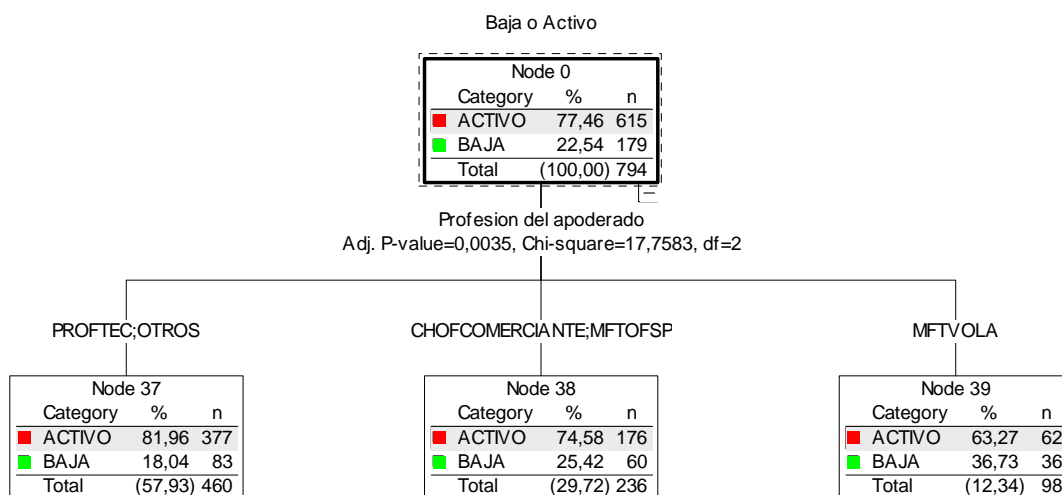 Baja o Activo
Node 0
Category % n
ACTIVO 77,46 615
BAJA 22,54 179
Total (100,00) 794
Profesion del apoderado
Adj. P-value=0,0035, Chi-square=17,7583, df=2
PROFTEC;OTROS CHOFCOMERCIANTE;MFTOFSP MFTVOLA
Node 37 Node 38 Node 39
Category % n Category % n Category % n
ACTIVO 81,96 377 ACTIVO 74,58 176 ACTIVO 63,27 62
BAJA 18,04 83 BAJA 25,42 60 BAJA 36,73 36
Total (57,93) 460 Total (29,72) 236 Total (12,34) 98